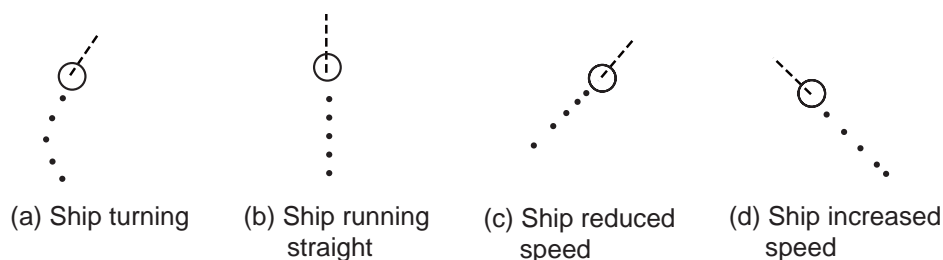 (a) Ship turning
(b) Ship running
straight
(c) Ship reduced
speed
(d) Ship increased
speed